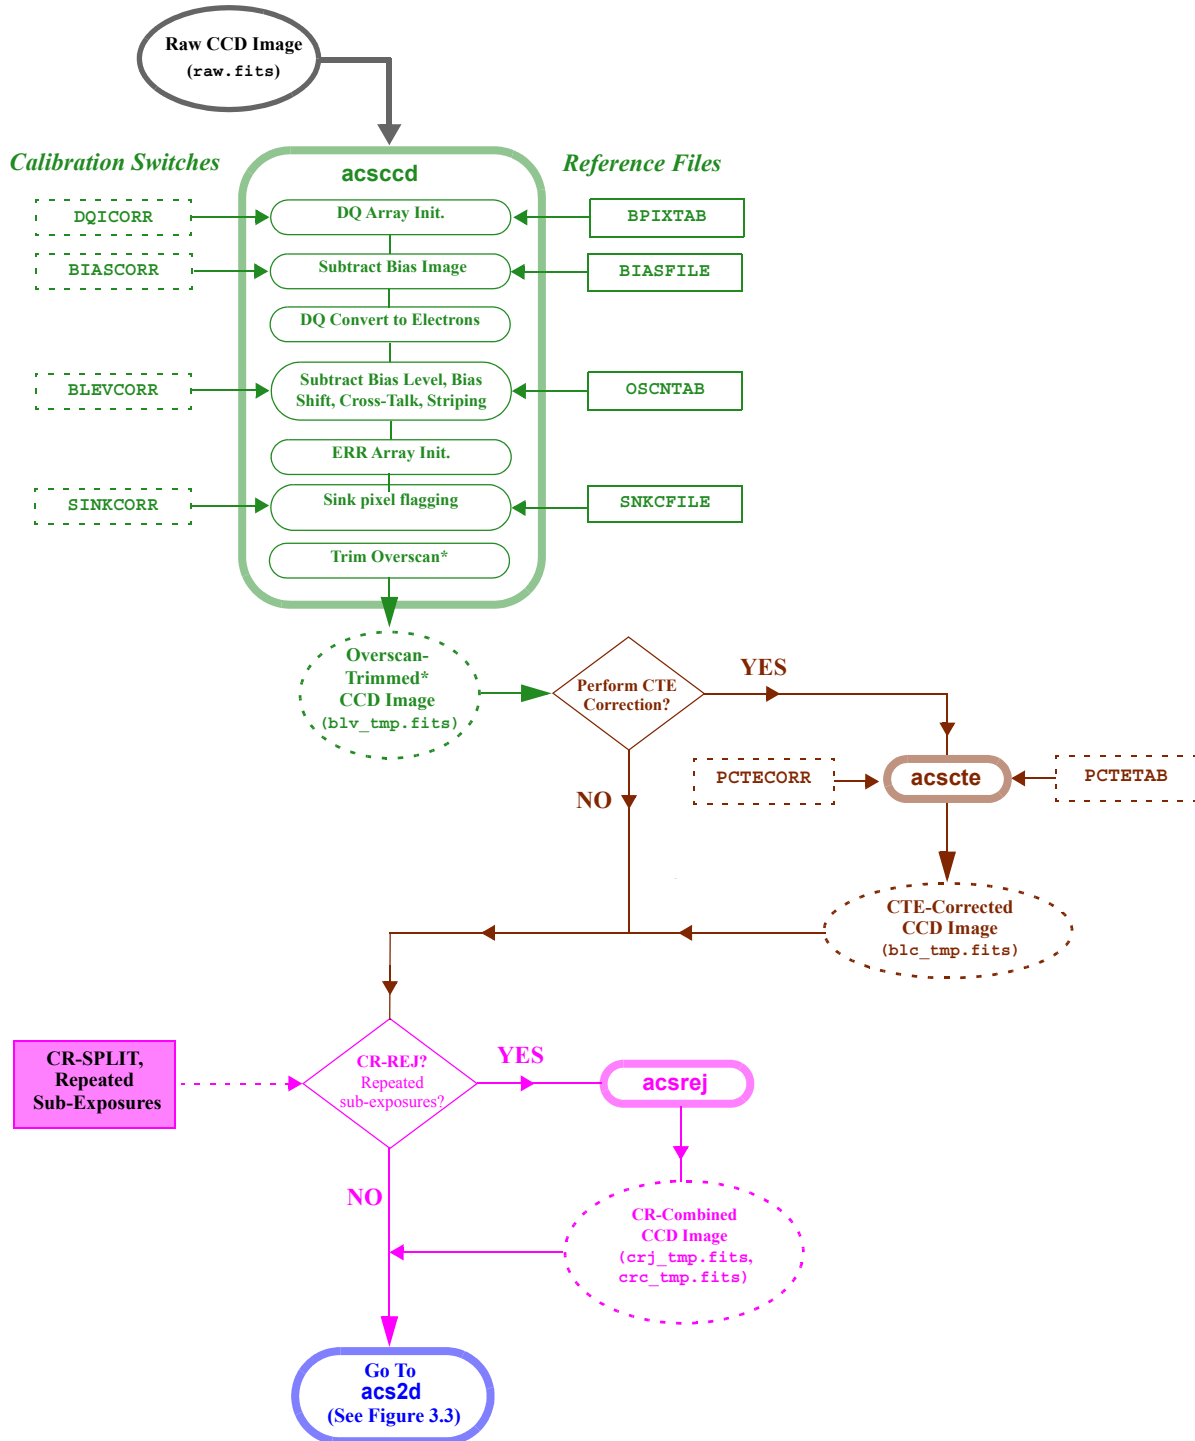 Raw CCD Image
(raw.fits)
Calibration Switches
acsccd
Reference Files
DQICORR
DQ Array Init.
BPIXTAB
BIASCORR
Subtract Bias Image
BIASFILE
DQ Convert to Electrons
BLEVCORR
Subtract Bias Level, Bias
Shift, Cross-Talk, Striping
OSCNTAB
ERR Array Init.
SINKCORR
Sink pixel flagging
SNKCFILE
Trim Overscan*
Overscan-
Trimmed*
CCD Image
(blv_tmp.fits)
Perform CTE
Correction?
YES
NO
PCTECORR
acscte
PCTETAB
CTE-Corrected
CCD Image
(blc_tmp.fits)
CR-SPLIT,
Repeated
Sub-Exposures
CR-REJ?
Repeated
sub-exposures?
YES
acsrej
NO
CR-Combined
CCD Image
(crj_tmp.fits,
crc_tmp.fits)
Go To
acs2d
(See Figure 3.3)